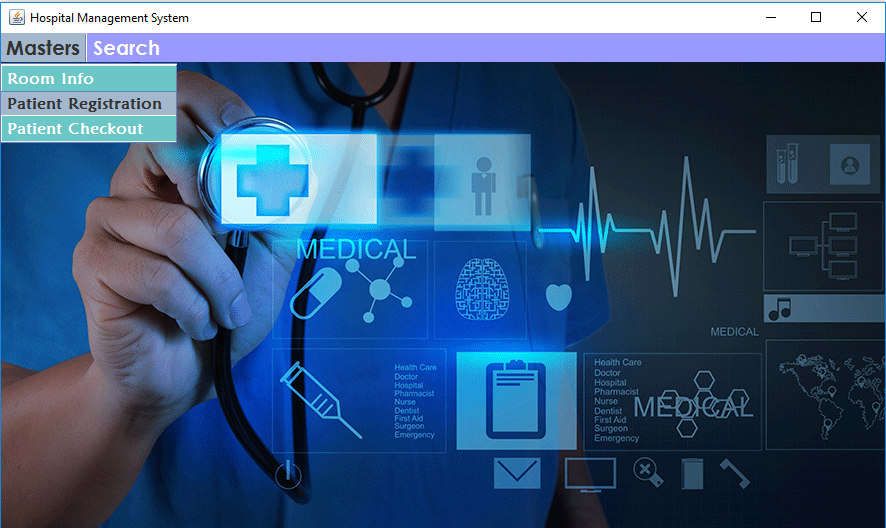 Hospital Management System
Masters Search
Room Info
Patient Registration
Patient Checkout
MEDICAL
MEDICAL
Health Care
Doctor
Hospital
Pharmacist
Nurse
Dentist
First Aid
Surgeon
Emergency
Health Care
Doctor
Hospital
Pharmacist
Nurse
Dentist
First Aid
Surgeon
Emergency
MEDICAL